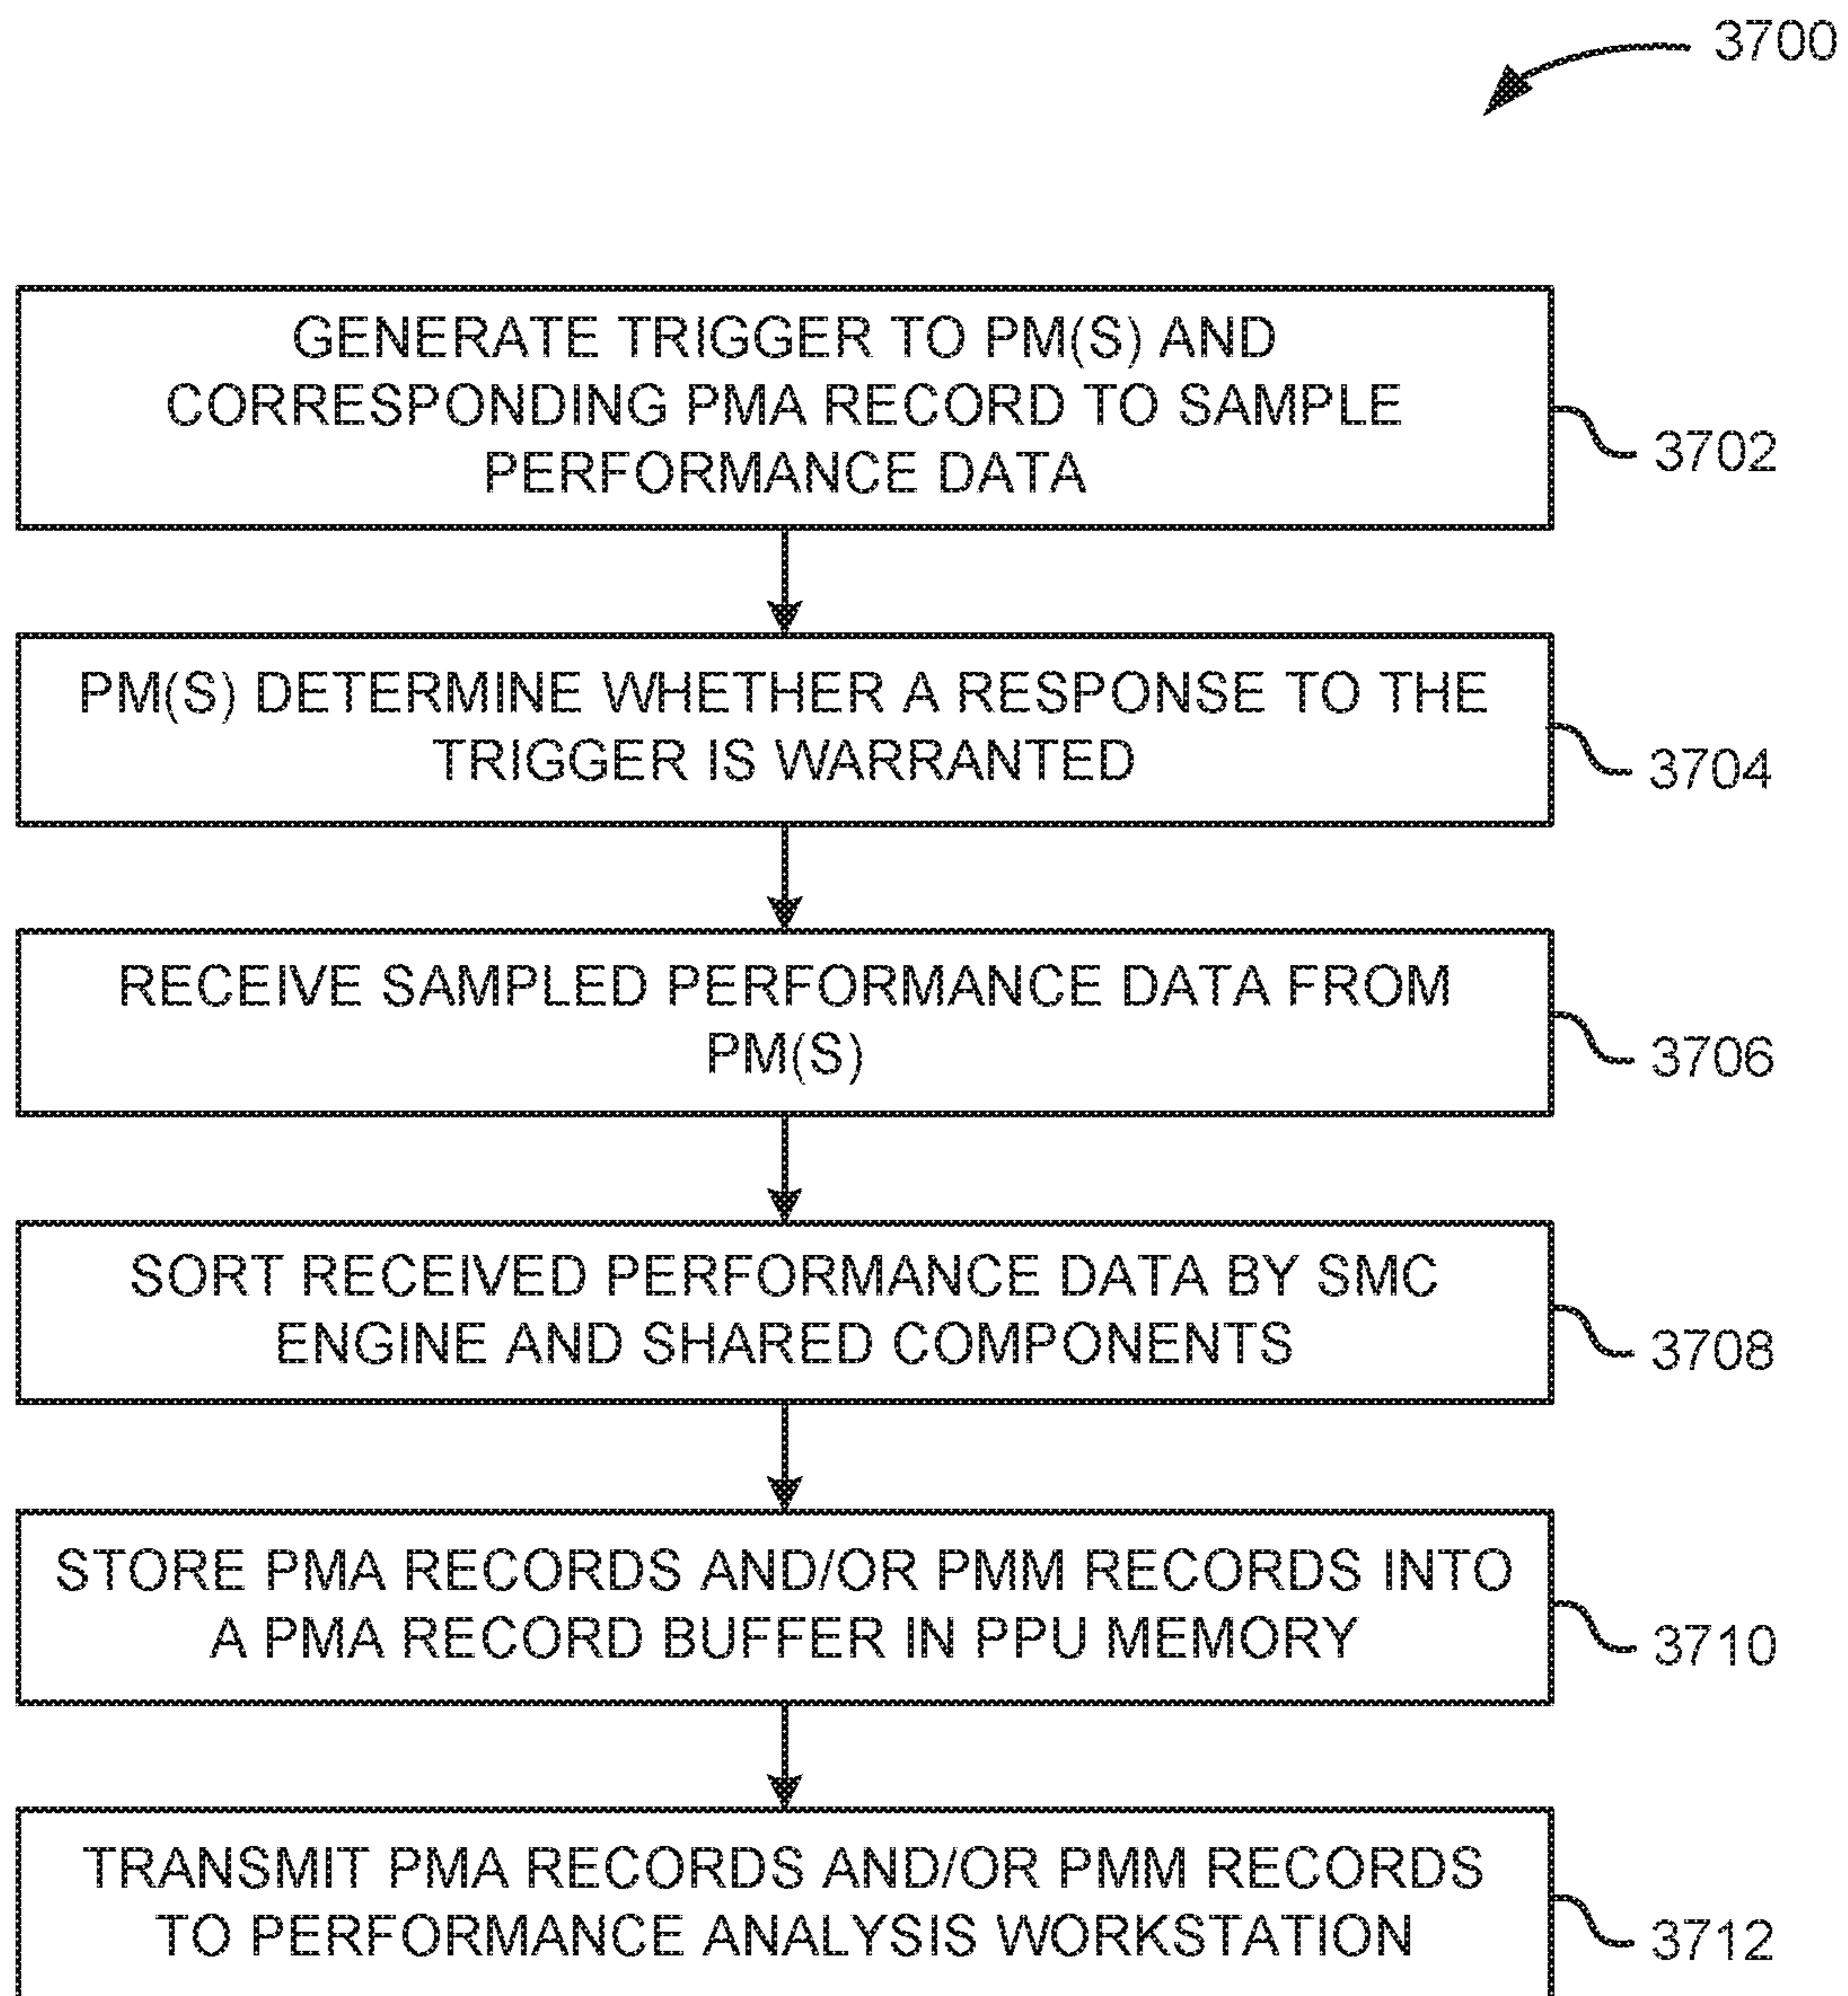 3700
GENERATE TRIGGER TO PM(S) AND
CORRESPONDING PMA RECORD TO SAMPLE
PERFORMANCE DATA
3702
PM(S) DETERMINE WHETHER A RESPONSE TO THE
TRIGGER IS WARRANTED
3704
RECEIVE SAMPLED PERFORMANCE DATA FROM
PM(S)
3706
SORT RECEIVED PERFORMANCE DATA BY SMC
ENGINE AND SHARED COMPONENTS
3708
STORE PMA RECORDS AND/OR PMM RECORDS INTO
A PMA RECORD BUFFER IN PPU MEMORY
3710
TRANSMIT PMA RECORDS AND/OR PMM RECORDS
TO PERFORMANCE ANALYSIS WORKSTATION
3712